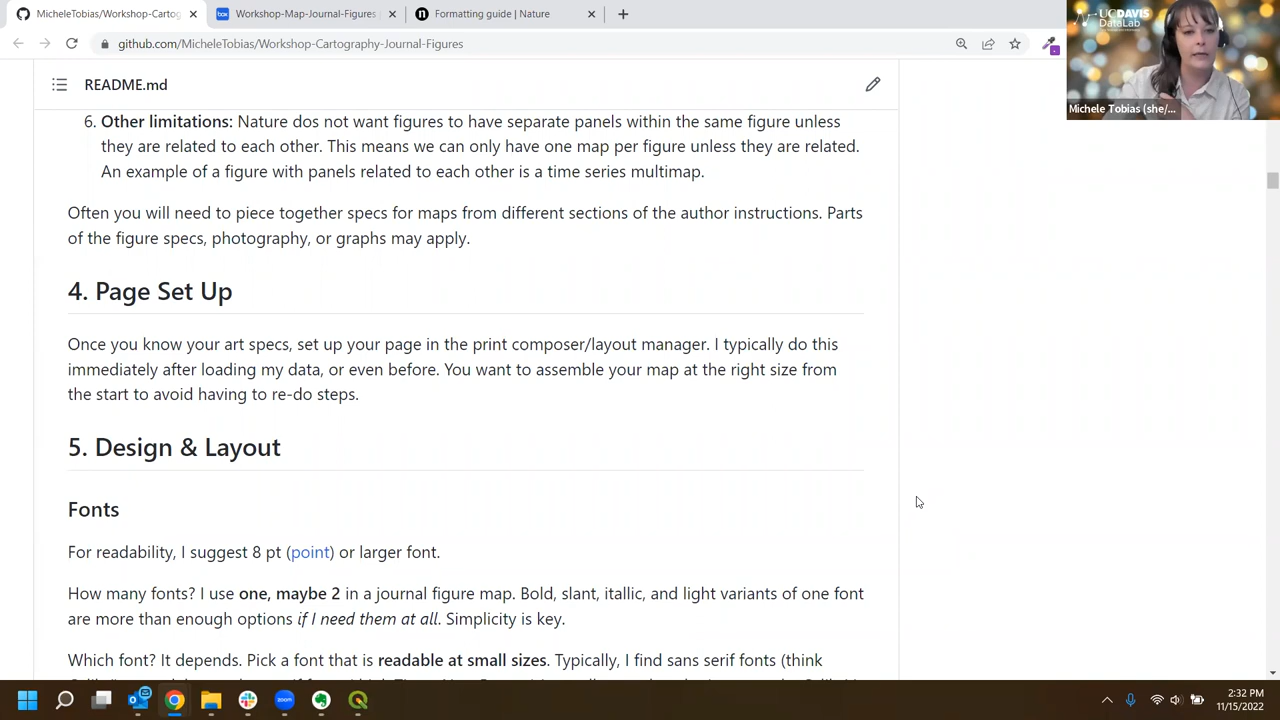 MicheleTobias/Workshop-Cartog
Workshop-Map-Journal-Figures
Formatting guide | Nature
github.com/MicheleTobias/Workshop-Cartography-Journal-Figures
UCDAVIS
DataLab
Michele Tobias (she/...
README.md
6. Other limitations: Nature dos not
have separate panels within the same figure unless
they are related to each other. This means we can only have one map per figure unless they are related.
An example of a figure with panels related to each other is a time series multimap.
Often you will need to piece together specs for maps from different sections of the author instructions. Parts
of the figure specs, photography, or graphs may apply.
4. Page Set Up
Once you know your art specs, set up your page in the print composer/layout manager. I typically do this
immediately after loading my data, or even before. You want to assemble your map at the right size from
the start to avoid having to re-do steps.
5. Design & Layout
Fonts
For readability, I suggest 8 pt (point) or larger font.
How many fonts? I use one, maybe 2 in a journal figure map. Bold, slant, itallic, and light variants of one font
are more than enough options if I need them at all. Simplicity is key.
Which font? It depends. Pick a font that is readable at small sizes. Typically, I find sans serif fonts (think
zoom
2:32 PM
11/15/2022